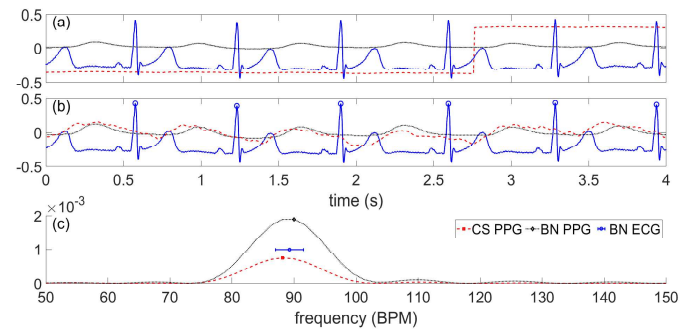 (a)
0.5
0
-0.5
(b)
0.5
0
-0.5
0 0.5 1 1.5 2 2.5 3 3.5 4
time (s)
×10⁻³
(c)
2
1
0
CS PPG BN PPG BN ECG
50 60 70 80 90 100 110 120 130 140 150
frequency (BPM)